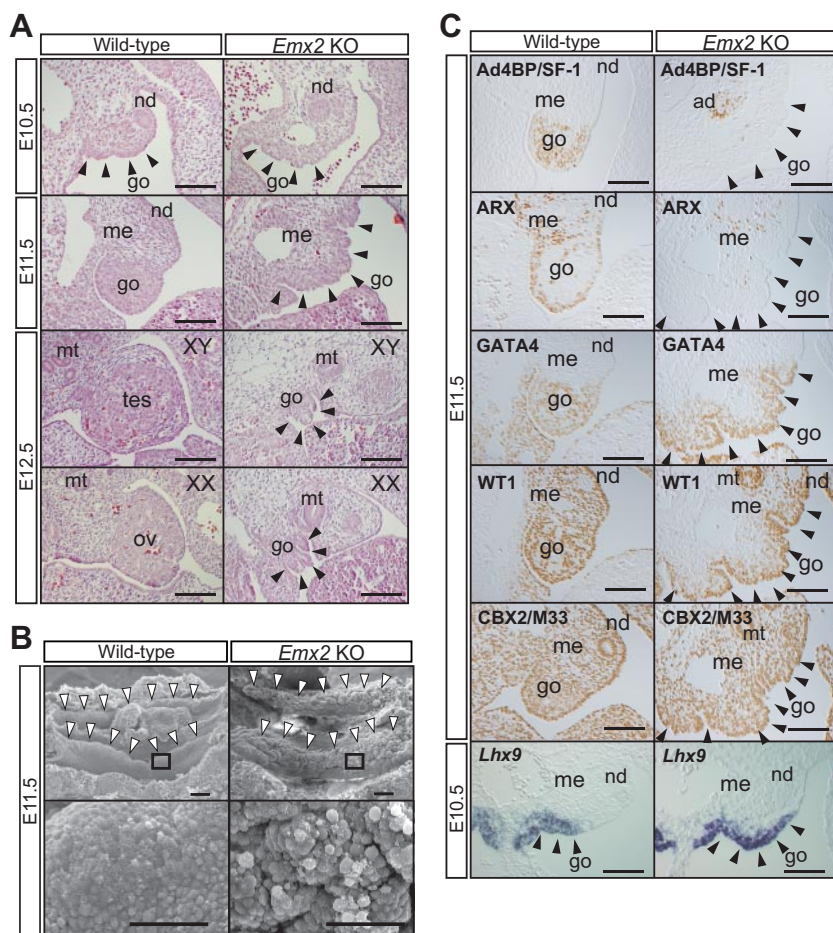 A
Wild-type Emx2 KO
E10.5
nd nd
go go
E11.5
nd
me me
go go
E12.5
mt XY mt XY
tes go
mt XX mt XX
ov go
B
Wild-type Emx2 KO
E11.5
C
Wild-type Emx2 KO
E11.5
Ad4BP/SF-1 nd Ad4BP/SF-1 nd
me ad
go go
ARX nd ARX
me
go go
GATA4 nd GATA4
me me
go go
WT1 nd WT1 mt nd
me me
go go
CBX2/M33 nd CBX2/M33 mt
me me
go go
E10.5
Lhx9 Lhx9
me nd me nd
go go